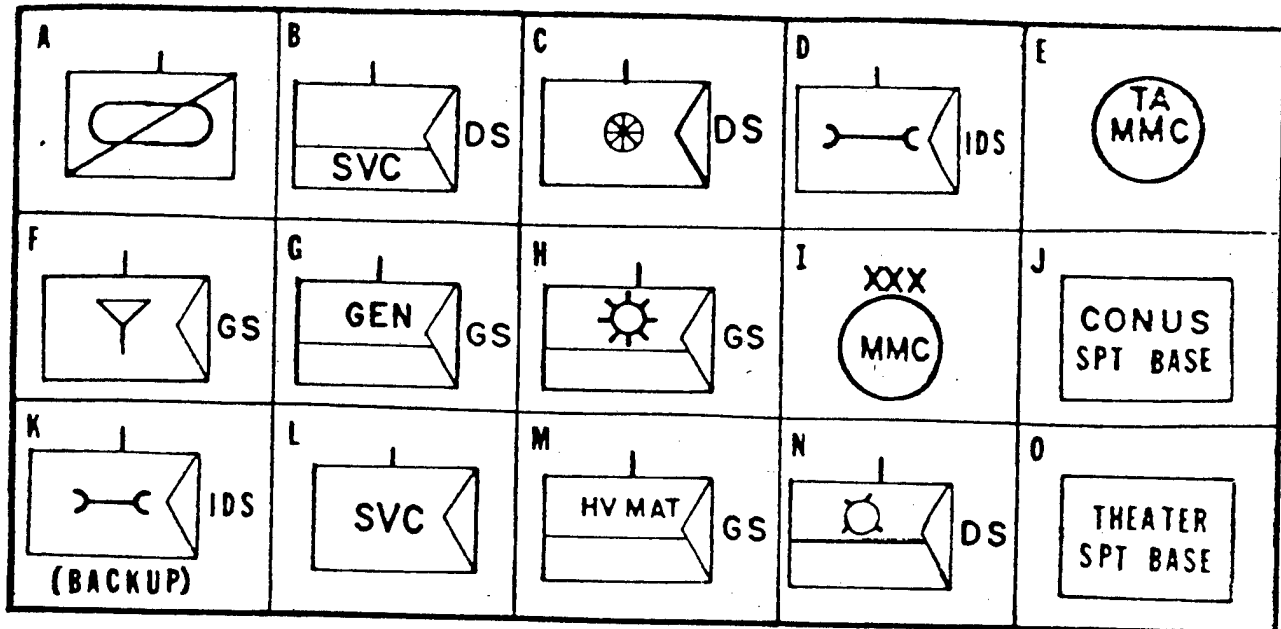 A
B
DS
SVC
C
DS
D
IDS
E
TA
MMC
F
GS
G
GEN
GS
H
GS
I
XXX
MMC
J
CONUS
SPT BASE
K
IDS
(BACKUP)
L
SVC
M
HV MAT
GS
N
DS
O
THEATER
SPT BASE